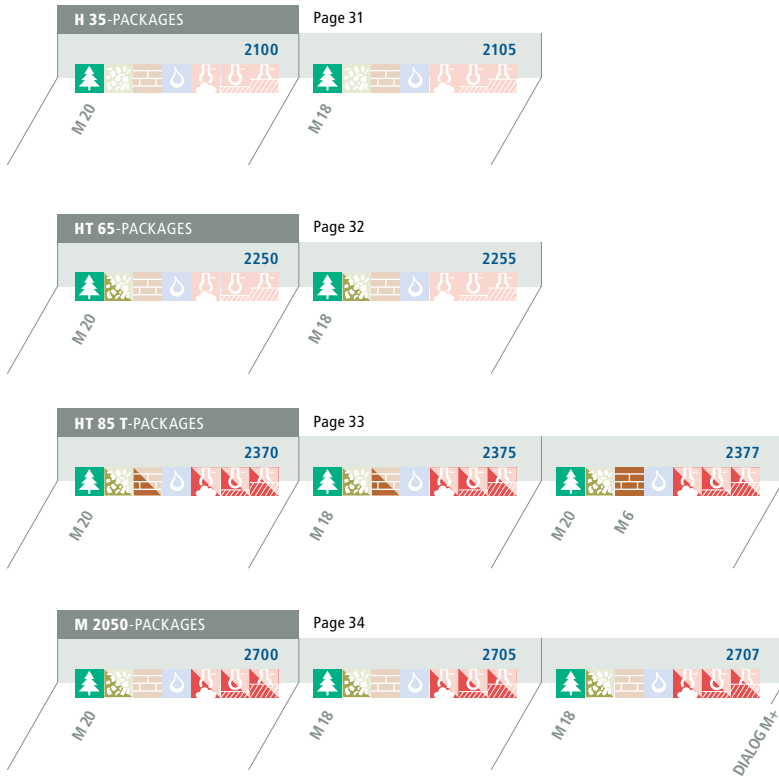 H 35-PACKAGES Page 31
2100 2105
M 20 M 18
HT 65-PACKAGES Page 32
2250 2255
M 20 M 18
HT 85 T-PACKAGES Page 33
2370 2375 2377
M 20 M 18 M 20 M 6
M 2050-PACKAGES Page 34
2700 2705 2707
M 20 M 18 M 18 DIALOG M+